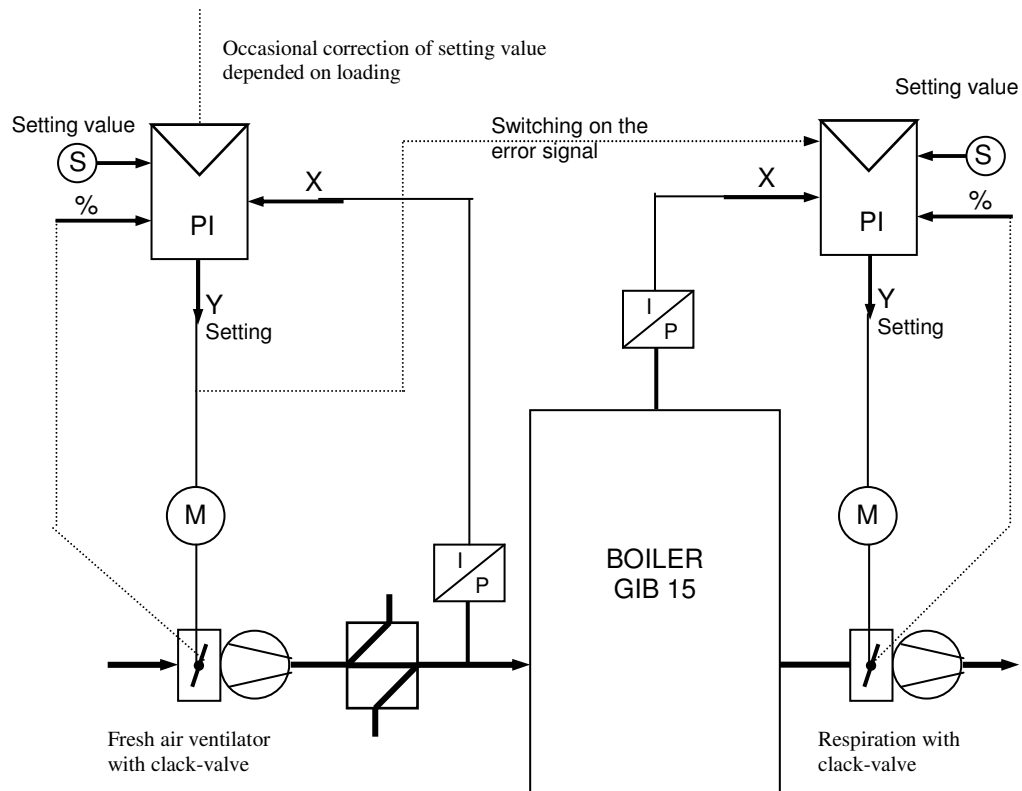 Occasional correction of setting value
depended on loading
Setting value
S
%
X
PI
Y
Setting
M
I
P
Switching on the
error signal
Setting value
S
X
%
PI
Y
Setting
I
P
M
BOILER
GIB 15
Fresh air ventilator
with clack-valve
Respiration with
clack-valve